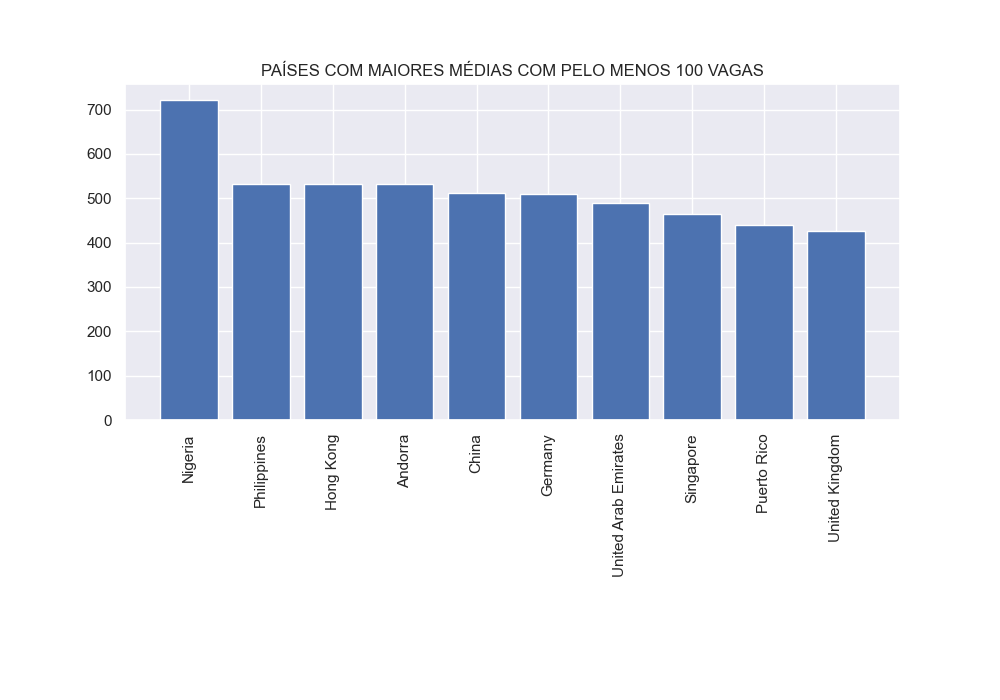 PAÍSES COM MAIORES MÉDIAS COM PELO MENOS 100 VAGAS
700
600
500
400
300
200
100
0
Nigeria
Philippines
Hong Kong
Andorra
China
Germany
United Arab Emirates
Singapore
Puerto Rico
United Kingdom